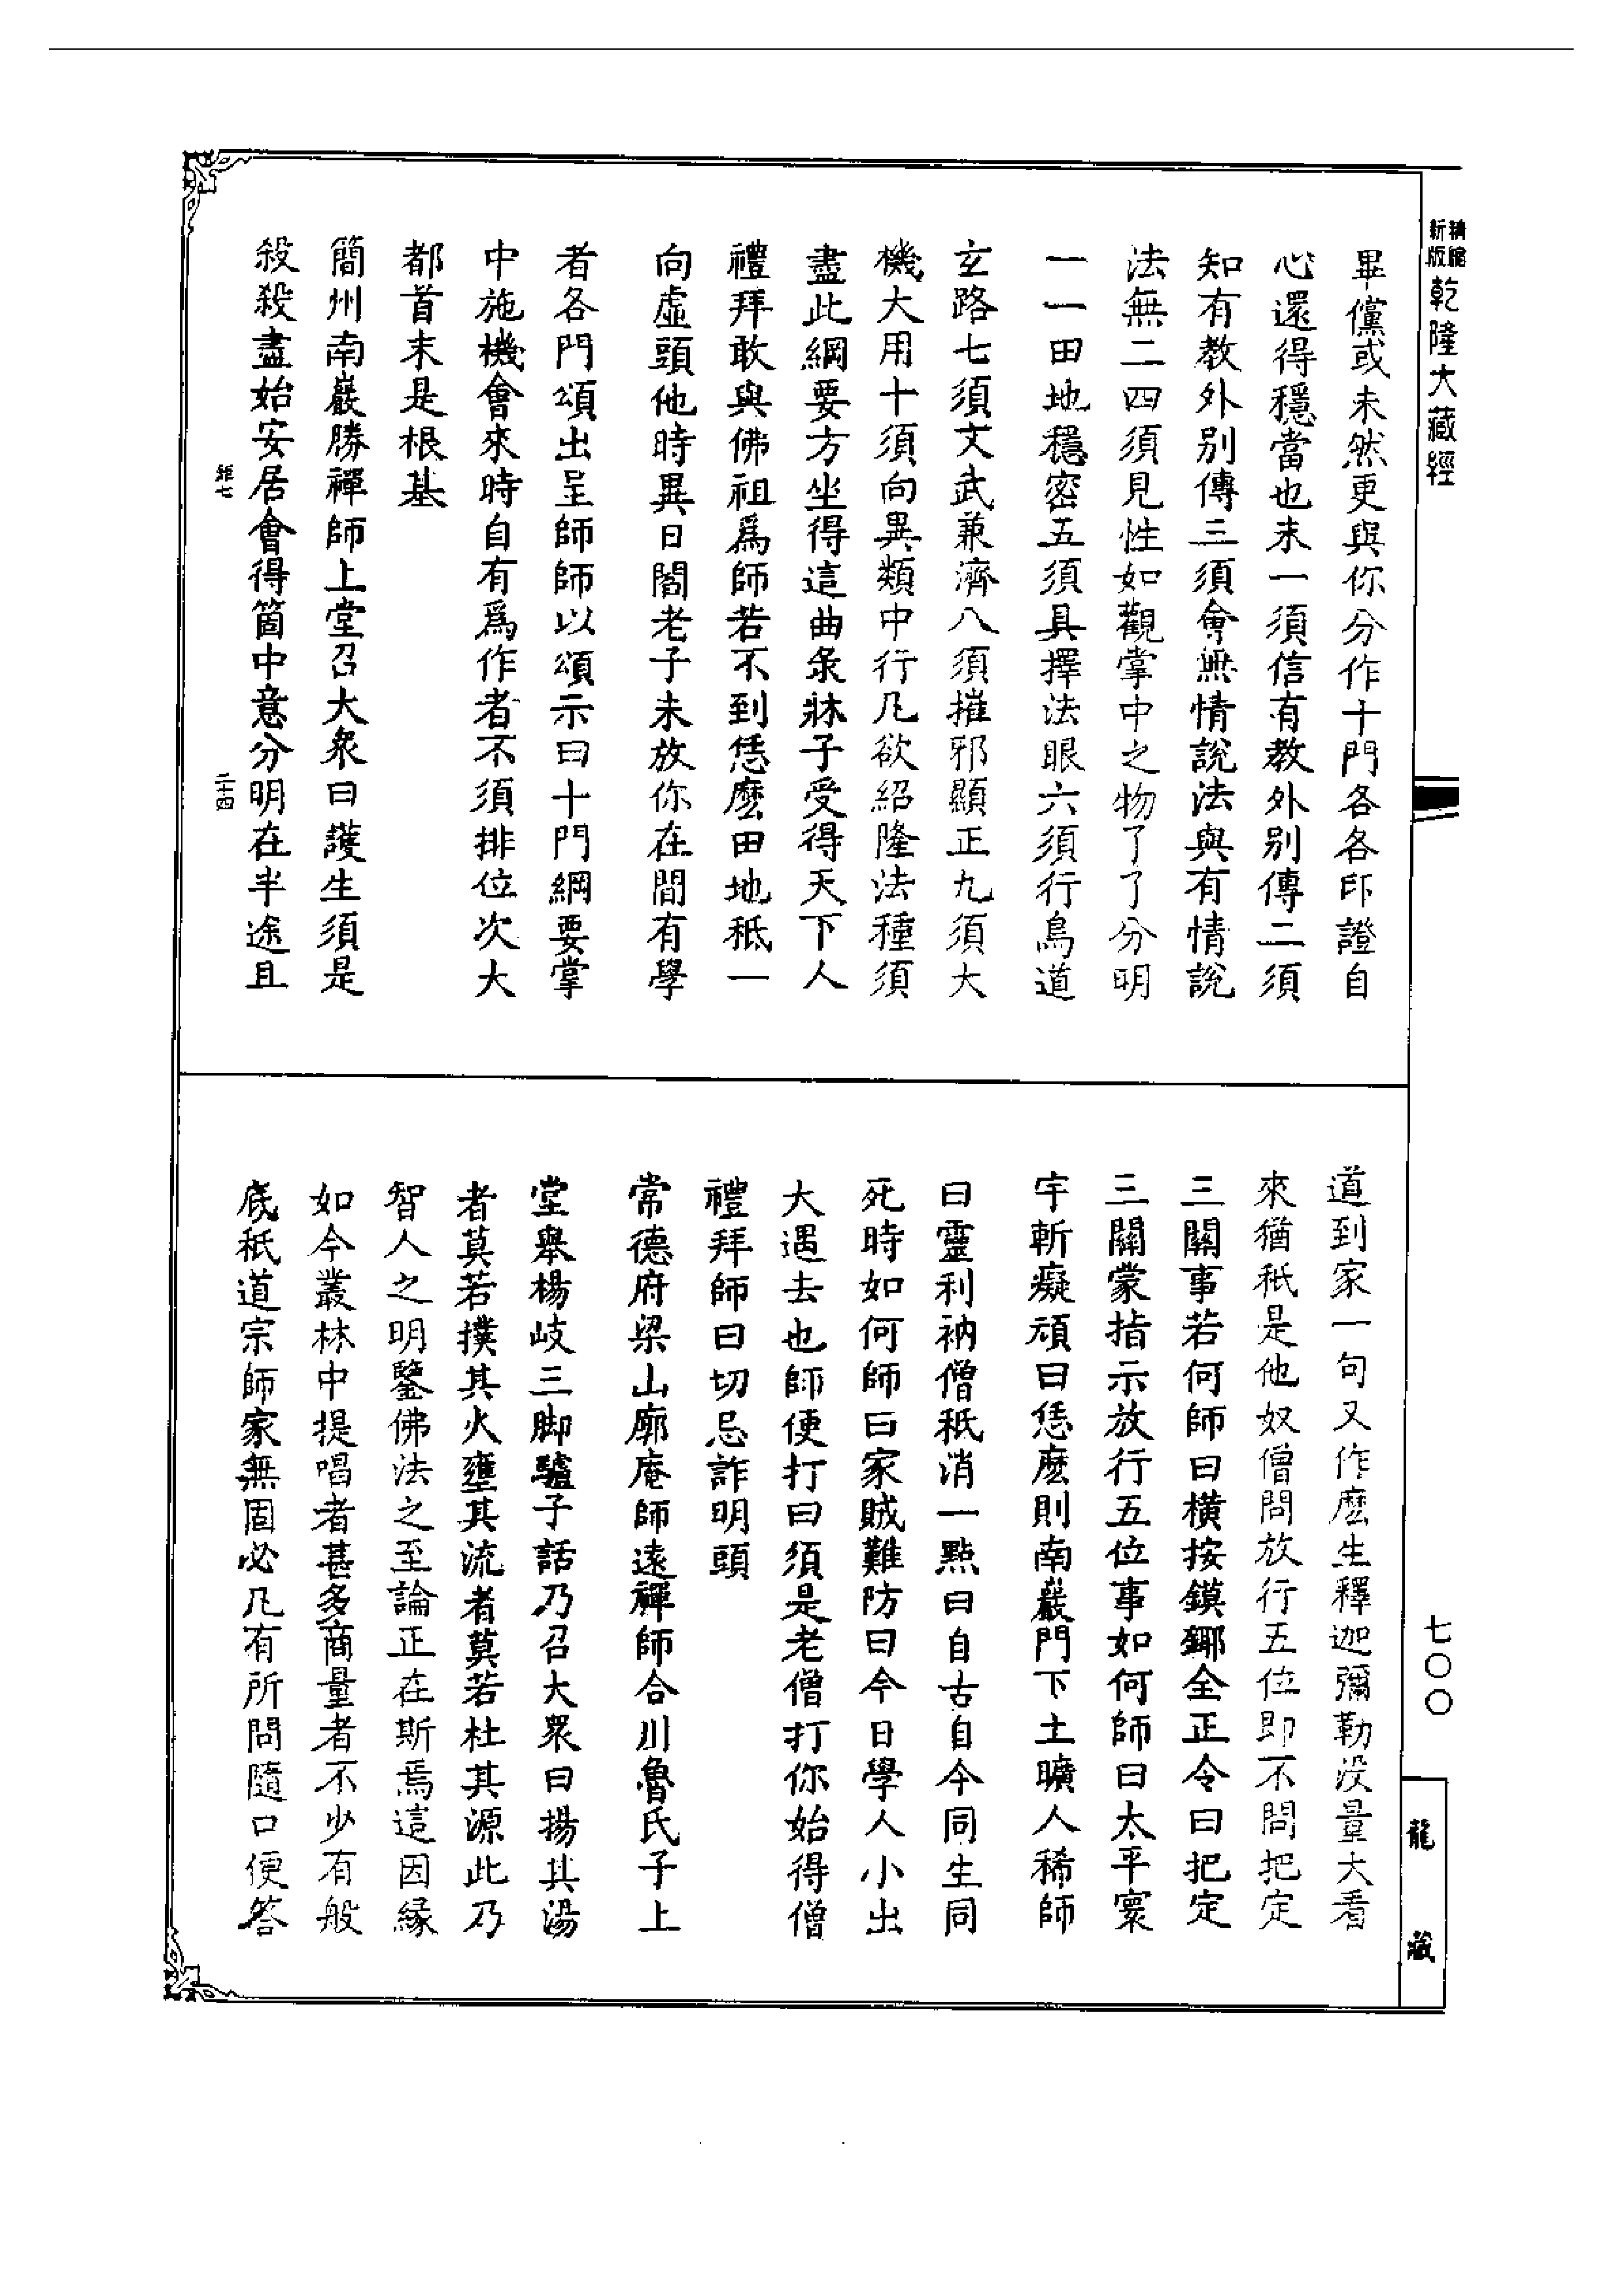 新版 精縮 乾隆大藏經
畢儻或未然更與你分作十門各各印證自
心還得穩當也未一須信有教外别傳二須
知有教外别傳三須會無情說法與有情說
法無二四須見性如觀掌中之物了了分明
一一田地穩密五須具擇法眼六須行鳥道
玄路七須文武兼濟八須摧邪顯正九須大
機大用十須向異類中行凡欲紹隆法種須
盡此綱要方坐得這曲彔牀子受得天下人
禮拜敢與佛祖爲師若不到恁麽田地秖一
向虛頭他時異日閻老子未放你在間有學
者各門頌出呈師師以頌示曰十門綱要掌
中施機會來時自有爲作者不須排位次大
都首末是根基
簡州南巖勝禪師上堂召大衆曰護生須是
殺殺盡始安居會得箇中意分明在半途且
二十四
道到家一句又作麽生釋迦彌勒没量大看
來猶秖是他奴僧問放行五位即不問把定
三關事若何師曰橫按鏌鎁全正令曰把定
三關蒙指示放行五位事如何師曰太平寰
宇斬癡頑曰恁麽則南巖門下土曠人稀師
曰靈利衲僧秖消一點曰自古自今同生同
死時如何師曰家賊難防曰今日學人小出
大遇去也師便打曰須是老僧打你始得僧
禮拜師曰切忌詐明頭
常德府梁山廓庵師遠禪師合川魯氏子上
堂舉楊岐三脚驢子話乃召大衆曰揚其湯
者莫若撲其火壅其流者莫若杜其源此乃
智人之明鑒佛法之至論正在斯焉這因緣
如今叢林中提唱者甚多商量者不少有般
底秖道宗師家無固必凡有所問隨口便答
七〇〇
龍藏